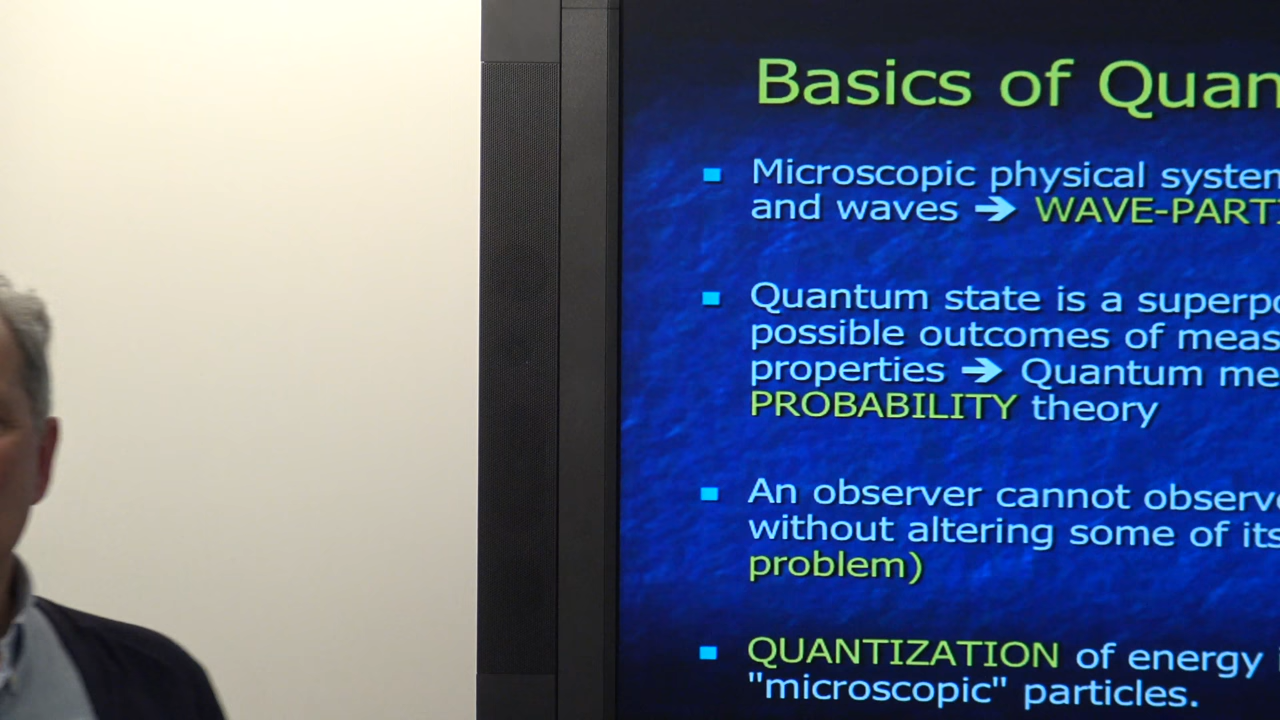 Basics of Quan
Microscopic physical system
and waves ➔ WAVE-PARTI
Quantum state is a superpo
possible outcomes of meas
properties ➔ Quantum me
PROBABILITY theory
An observer cannot observe
without altering some of its
problem)
QUANTIZATION of energy
"microscopic" particles.